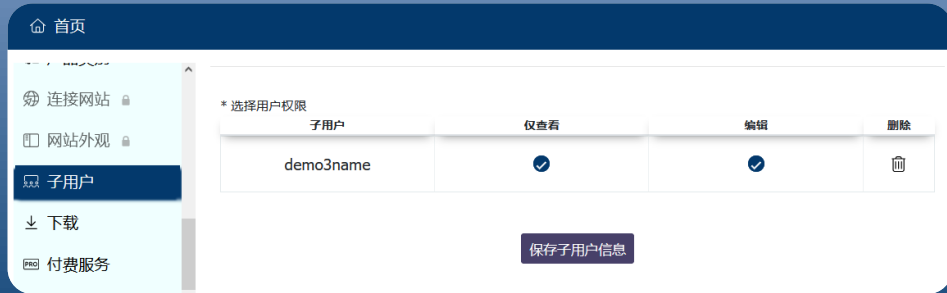 首页
连接网站
网站外观
子用户
下载
PRO 付费服务
* 选择用户权限
子用户 仅查看 编辑 删除
demo3name
保存子用户信息